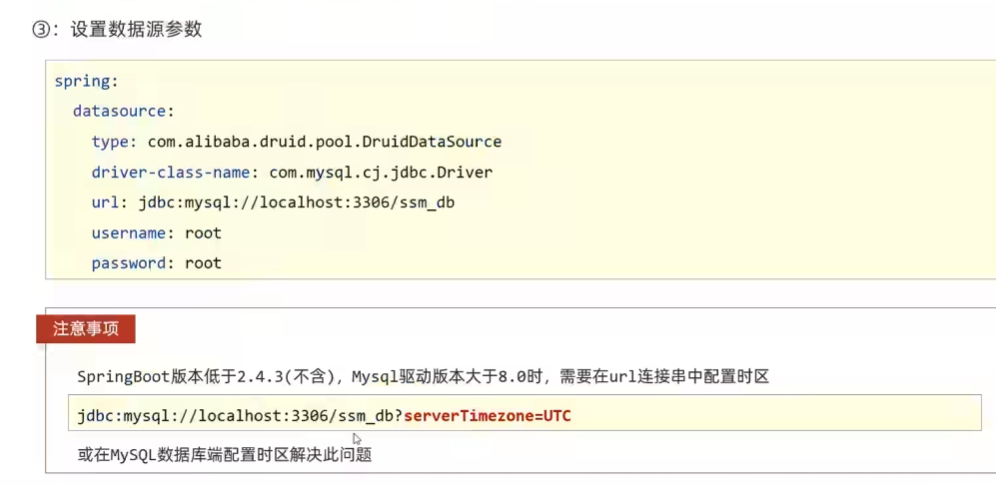 ③：设置数据源参数
spring:
  datasource:
    type: com.alibaba.druid.pool.DruidDataSource
    driver-class-name: com.mysql.cj.jdbc.Driver
    url: jdbc:mysql://localhost:3306/ssm_db
    username: root
    password: root
注意事项
SpringBoot版本低于2.4.3(不含)，Mysql驱动版本大于8.0时，需要在url连接串中配置时区
jdbc:mysql://localhost:3306/ssm_db?serverTimezone=UTC
或在MySQL数据库端配置时区解决此问题